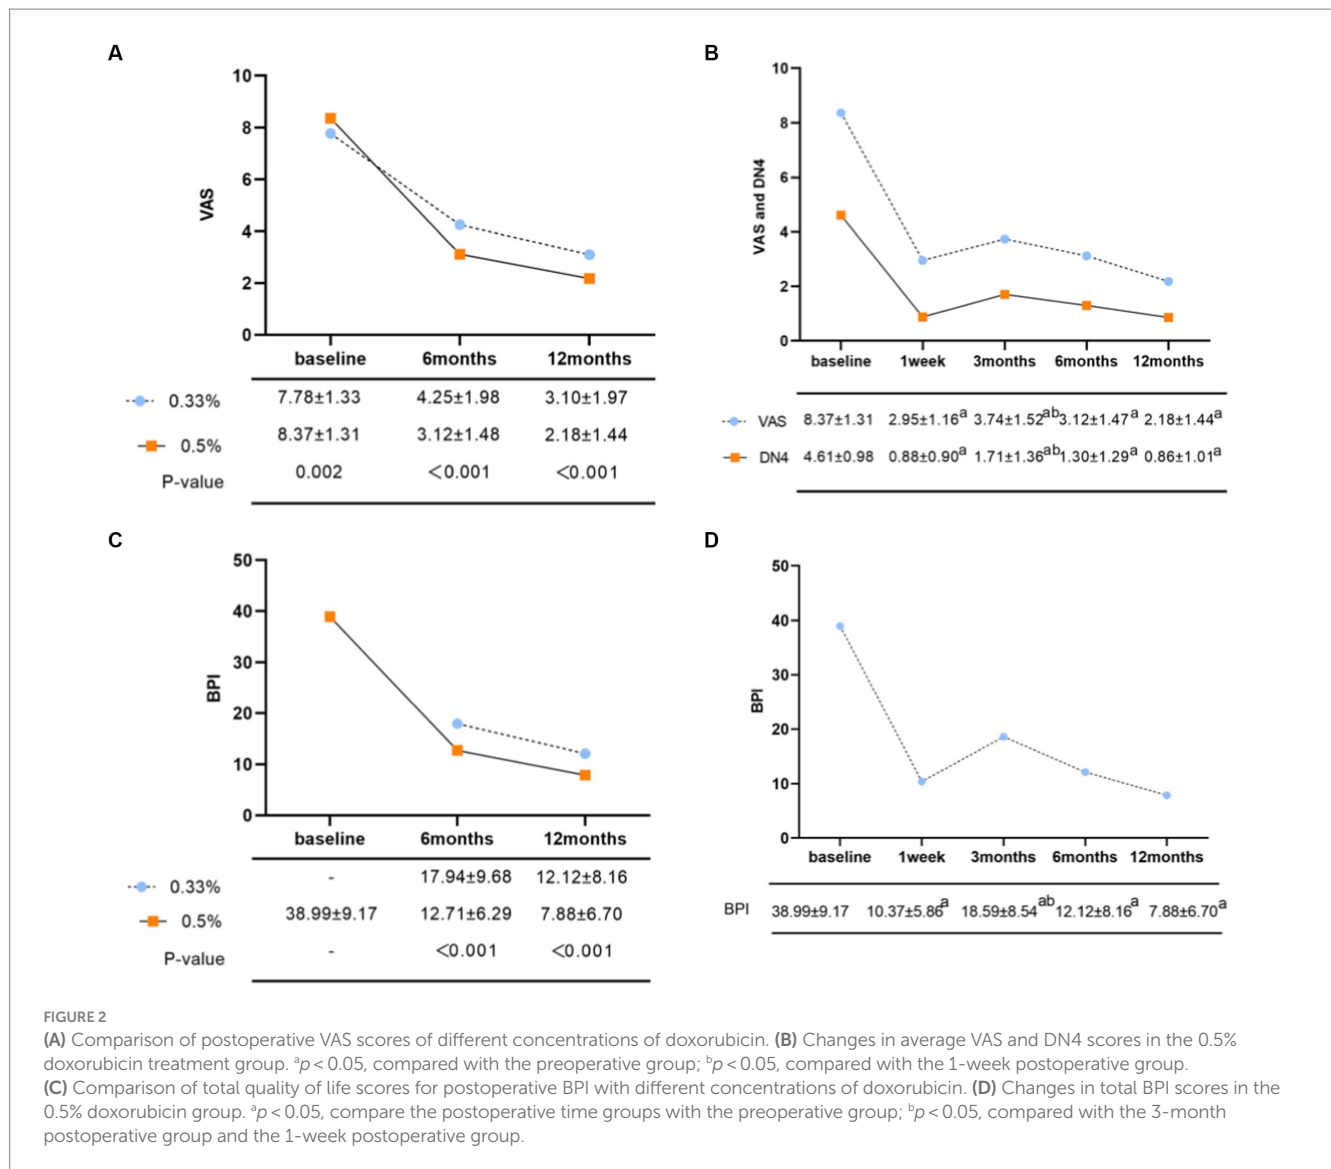 A
10
8
6
4
2
0
VAS
baseline 6months 12months
0.33% 7.78±1.33 4.25±1.98 3.10±1.97
0.5% 8.37±1.31 3.12±1.48 2.18±1.44
P-value 0.002 <0.001 <0.001
B
10
8
6
4
2
0
VAS and DN4
baseline 1week 3months 6months 12months
VAS 8.37±1.31 2.95±1.16a 3.74±1.52ab 3.12±1.47a 2.18±1.44a
DN4 4.61±0.98 0.88±0.90a 1.71±1.36ab 1.30±1.29a 0.86±1.01a
C
50
40
30
20
10
0
BPI
baseline 6months 12months
0.33% - 17.94±9.68 12.12±8.16
0.5% 38.99±9.17 12.71±6.29 7.88±6.70
P-value - <0.001 <0.001
D
50
40
30
20
10
0
BPI
baseline 1week 3months 6months 12months
BPI 38.99±9.17 10.37±5.86a 18.59±8.54ab 12.12±8.16a 7.88±6.70a
FIGURE 2
(A) Comparison of postoperative VAS scores of different concentrations of doxorubicin. (B) Changes in average VAS and DN4 scores in the 0.5%
doxorubicin treatment group. ap < 0.05, compared with the preoperative group; bp < 0.05, compared with the 1-week postoperative group.
(C) Comparison of total quality of life scores for postoperative BPI with different concentrations of doxorubicin. (D) Changes in total BPI scores in the
0.5% doxorubicin group. ap < 0.05, compare the postoperative time groups with the preoperative group; bp < 0.05, compared with the 3-month
postoperative group and the 1-week postoperative group.